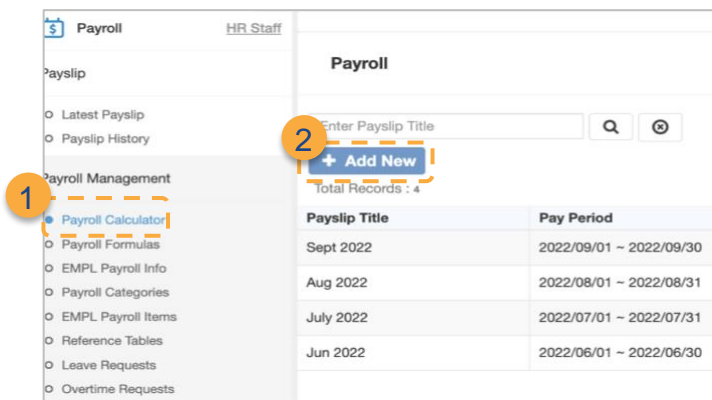 Payroll HR Staff
Payslip
Latest Payslip
Payslip History
Payroll Management
1
Payroll Calculator
Payroll Formulas
EMPL Payroll Info
Payroll Categories
EMPL Payroll Items
Reference Tables
Leave Requests
Overtime Requests
Payroll
Enter Payslip Title
2
+ Add New
Total Records : 4
Payslip Title Pay Period
Sept 2022 2022/09/01 ~ 2022/09/30
Aug 2022 2022/08/01 ~ 2022/08/31
July 2022 2022/07/01 ~ 2022/07/31
Jun 2022 2022/06/01 ~ 2022/06/30